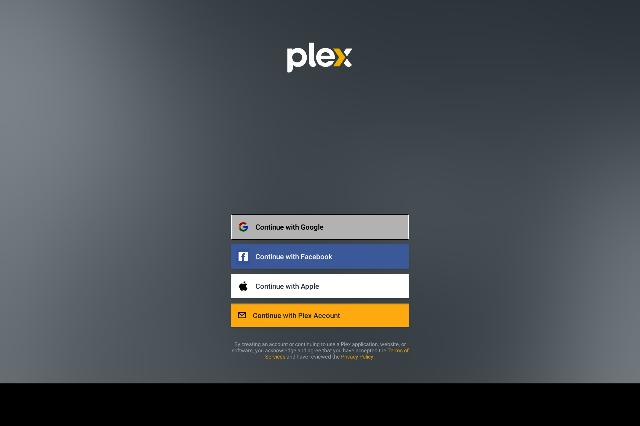 plex
Continue with Google
Continue with Facebook
Continue with Apple
Continue with Plex Account
By creating an account or continuing to use a Plex application, website, or
software, you acknowledge and agree that you have accepted the Terms of
Services and have reviewed the Privacy Policy.